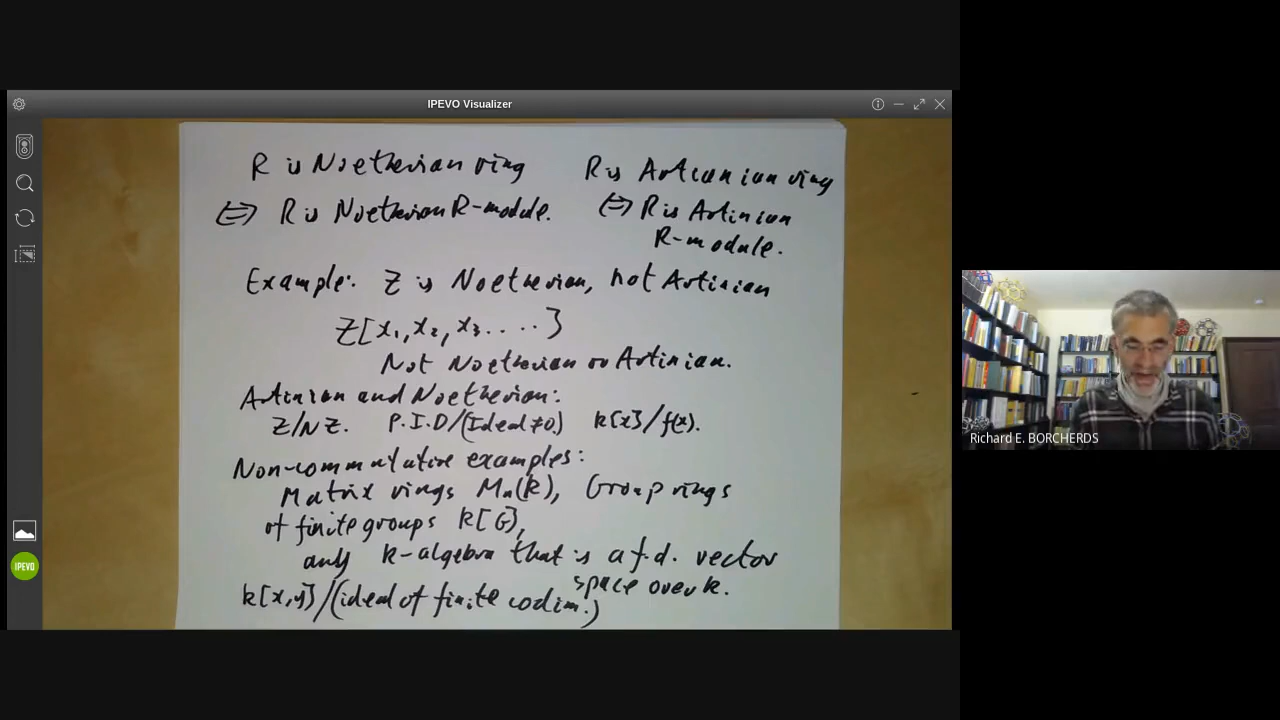 IPEVO Visualizer
R is Noetherian ring
⇔ R is Noetherian R-module.
R is Artinian ring
⇔ R is Artinian
R-module.
Example: Z is Noetherian, not Artinian
Z[x₁, x₂, x₃.....]
Not Noetherian or Artinian.
Artinian and Noetherian:
Z/NZ. P.I.D/(Ideal ≠0.) k[x]/f(x).
Non-commutative examples:
Matrix rings Mₙ(k), Group rings
of finite groups k[G],
any k-algebra that is a f.d. vector
space over k.
k[x,y]/(ideal of finite codim.)
IPEVO
Richard E. BORCHERDS